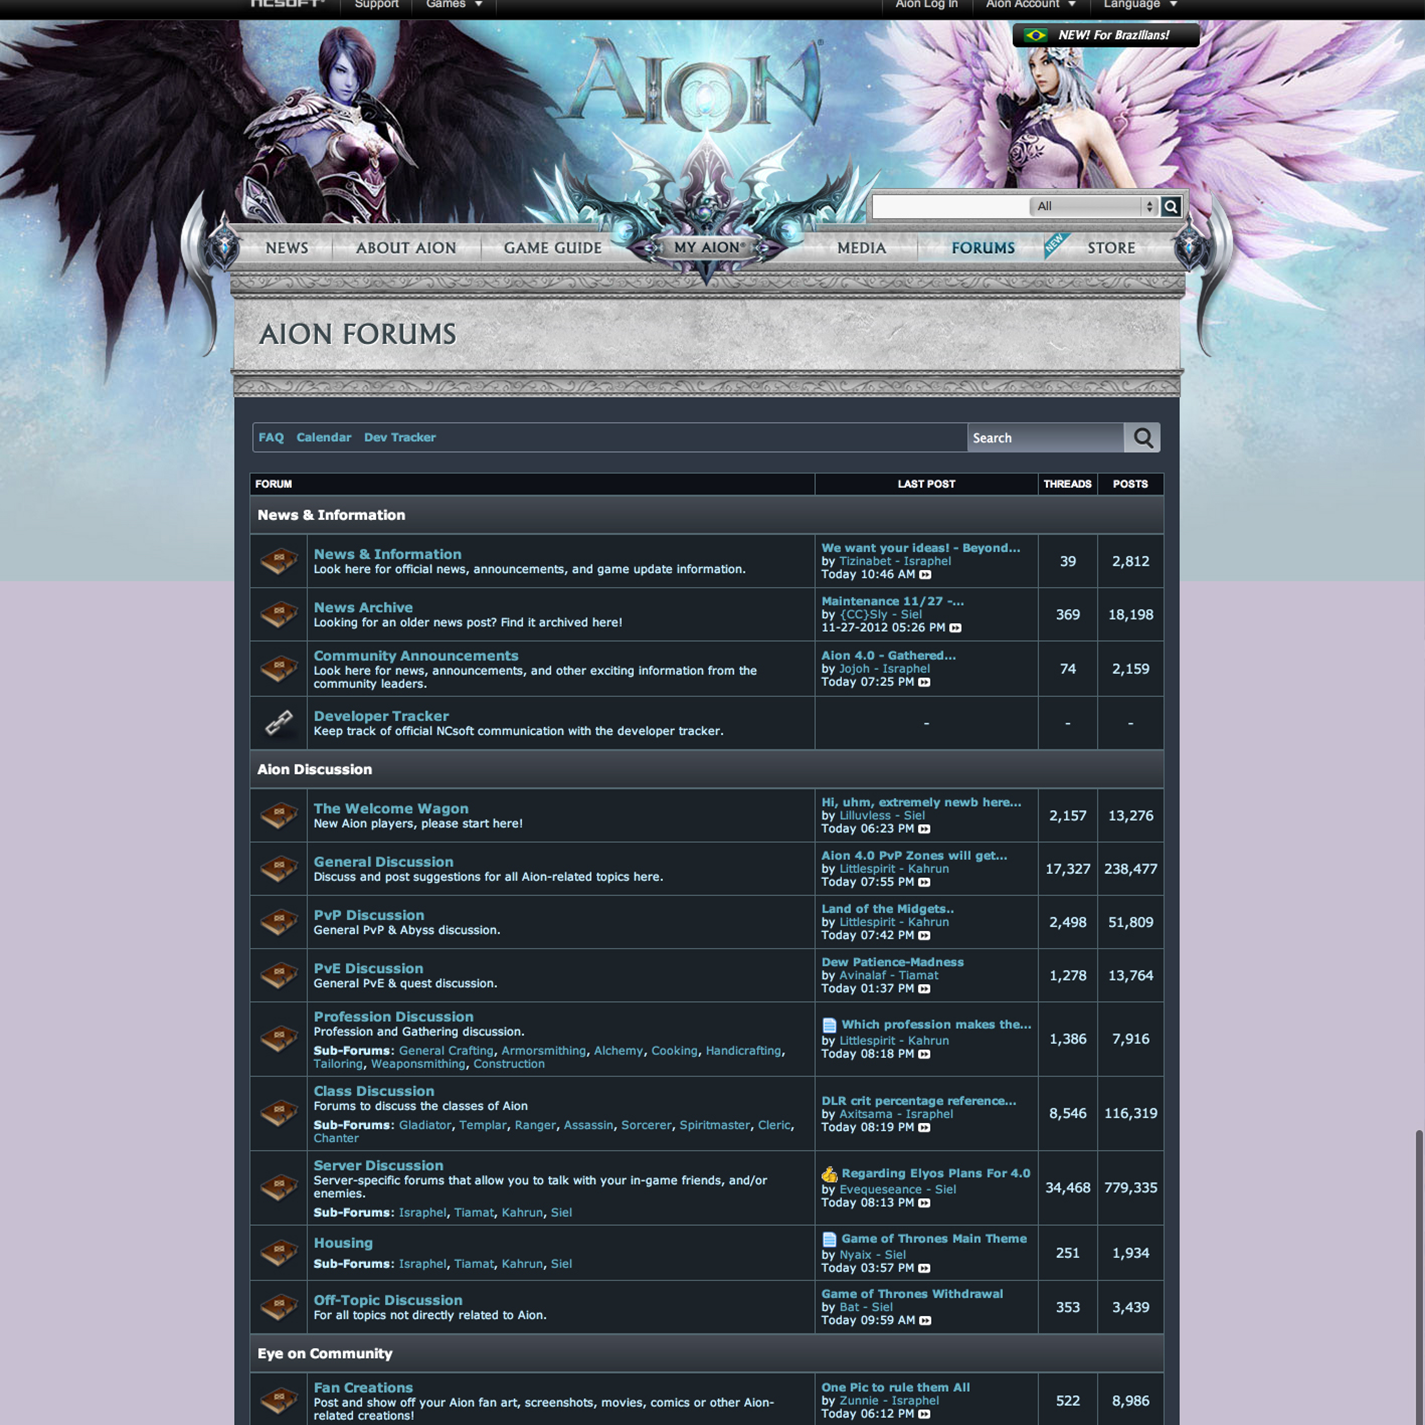 NCSOFT® Support Games Aion Log In Aion Account Language
NEW! For Brazilians!
AION®
All
NEWS ABOUT AION GAME GUIDE MY AION® MEDIA FORUMS NEW STORE
AION FORUMS
FAQ Calendar Dev Tracker Search
FORUM LAST POST THREADS POSTS
News & Information
News & Information
Look here for official news, announcements, and game update information.
We want your ideas! - Beyond...
by Tizinabet - Israphel
Today 10:46 AM
39 2,812
News Archive
Looking for an older news post? Find it archived here!
Maintenance 11/27 -...
by {CC}Sly - Siel
11-27-2012 05:26 PM
369 18,198
Community Announcements
Look here for news, announcements, and other exciting information from the
community leaders.
Aion 4.0 - Gathered...
by Jojoh - Israphel
Today 07:25 PM
74 2,159
Developer Tracker
Keep track of official NCsoft communication with the developer tracker.
- - -
Aion Discussion
The Welcome Wagon
New Aion players, please start here!
Hi, uhm, extremely newb here...
by Lilluvless - Siel
Today 06:23 PM
2,157 13,276
General Discussion
Discuss and post suggestions for all Aion-related topics here.
Aion 4.0 PvP Zones will get...
by Littlespirit - Kahrun
Today 07:55 PM
17,327 238,477
PvP Discussion
General PvP & Abyss discussion.
Land of the Midgets..
by Littlespirit - Kahrun
Today 07:42 PM
2,498 51,809
PvE Discussion
General PvE & quest discussion.
Dew Patience-Madness
by Avinalaf - Tiamat
Today 01:37 PM
1,278 13,764
Profession Discussion
Profession and Gathering discussion.
Sub-Forums: General Crafting, Armorsmithing, Alchemy, Cooking, Handicrafting,
Tailoring, Weaponsmithing, Construction
Which profession makes the...
by Littlespirit - Kahrun
Today 08:18 PM
1,386 7,916
Class Discussion
Forums to discuss the classes of Aion
Sub-Forums: Gladiator, Templar, Ranger, Assassin, Sorcerer, Spiritmaster, Cleric,
Chanter
DLR crit percentage reference...
by Axitsama - Israphel
Today 08:19 PM
8,546 116,319
Server Discussion
Server-specific forums that allow you to talk with your in-game friends, and/or
enemies.
Sub-Forums: Israphel, Tiamat, Kahrun, Siel
Regarding Elyos Plans For 4.0
by Evequeseance - Siel
Today 08:13 PM
34,468 779,335
Housing
Sub-Forums: Israphel, Tiamat, Kahrun, Siel
Game of Thrones Main Theme
by Nyaix - Siel
Today 03:57 PM
251 1,934
Off-Topic Discussion
For all topics not directly related to Aion.
Game of Thrones Withdrawal
by Bat - Siel
Today 09:59 AM
353 3,439
Eye on Community
Fan Creations
Post and show off your Aion fan art, screenshots, movies, comics or other Aion-
related creations!
One Pic to rule them All
by Zunnie - Israphel
Today 06:12 PM
522 8,986